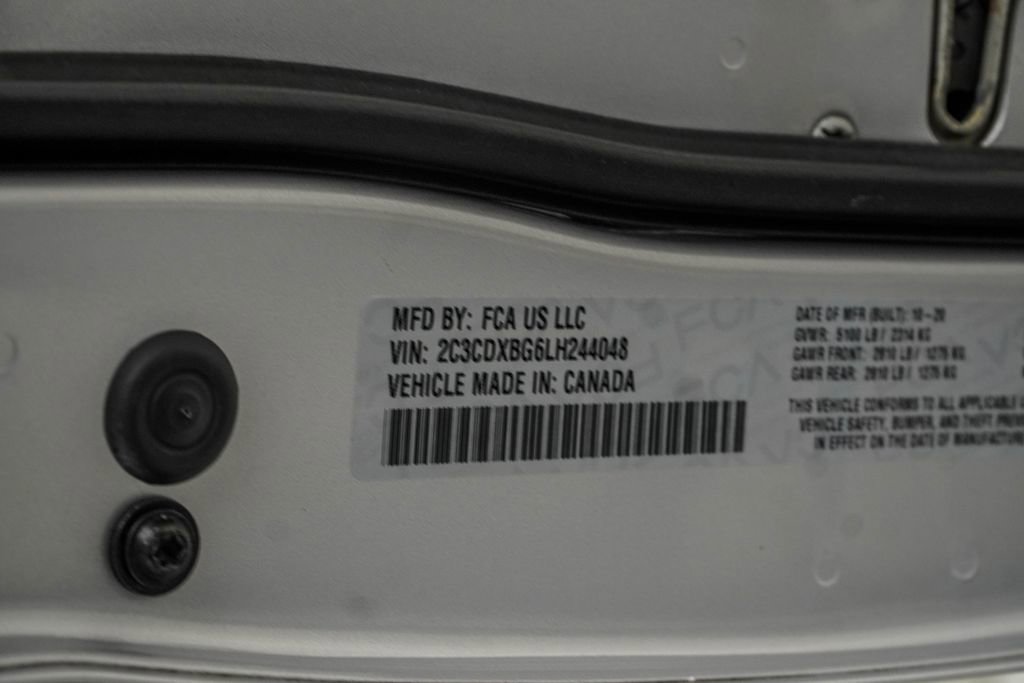 MFD BY: FCA US LLC
VIN: 2C3CDXBG6LH244048
VEHICLE MADE IN: CANADA
DATE OF MFR (BUILT): 10-20
GVWR: 5100 LB / 2314 KG
GAWR FRONT: 2810 LB / 1275 KG
GAWR REAR: 2810 LB / 1275 KG
THIS VEHICLE CONFORMS TO ALL APPLICABLE
VEHICLE SAFETY, BUMPER, AND THEFT
IN EFFECT ON THE DATE OF